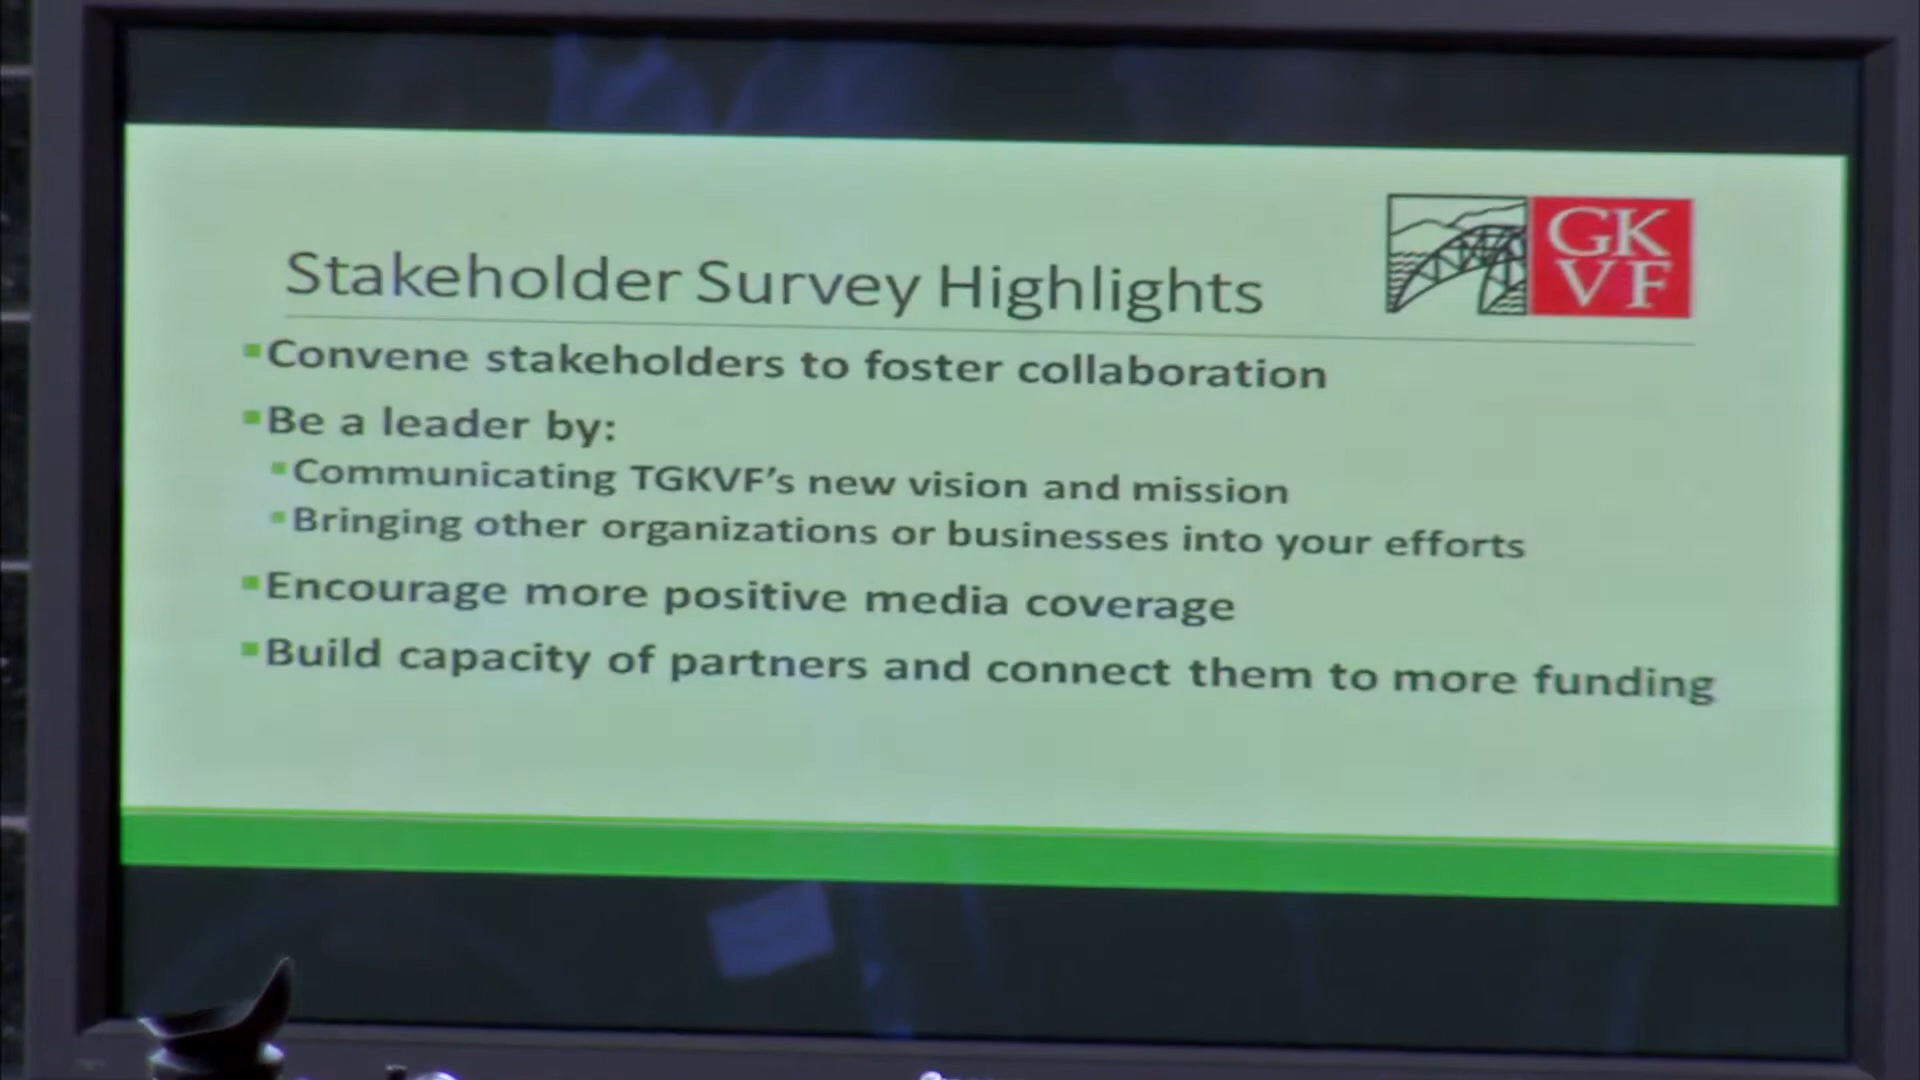 GK
VF
Stakeholder Survey Highlights
Convene stakeholders to foster collaboration
Be a leader by:
Communicating TGKVF's new vision and mission
Bringing other organizations or businesses into your efforts
Encourage more positive media coverage
Build capacity of partners and connect them to more funding